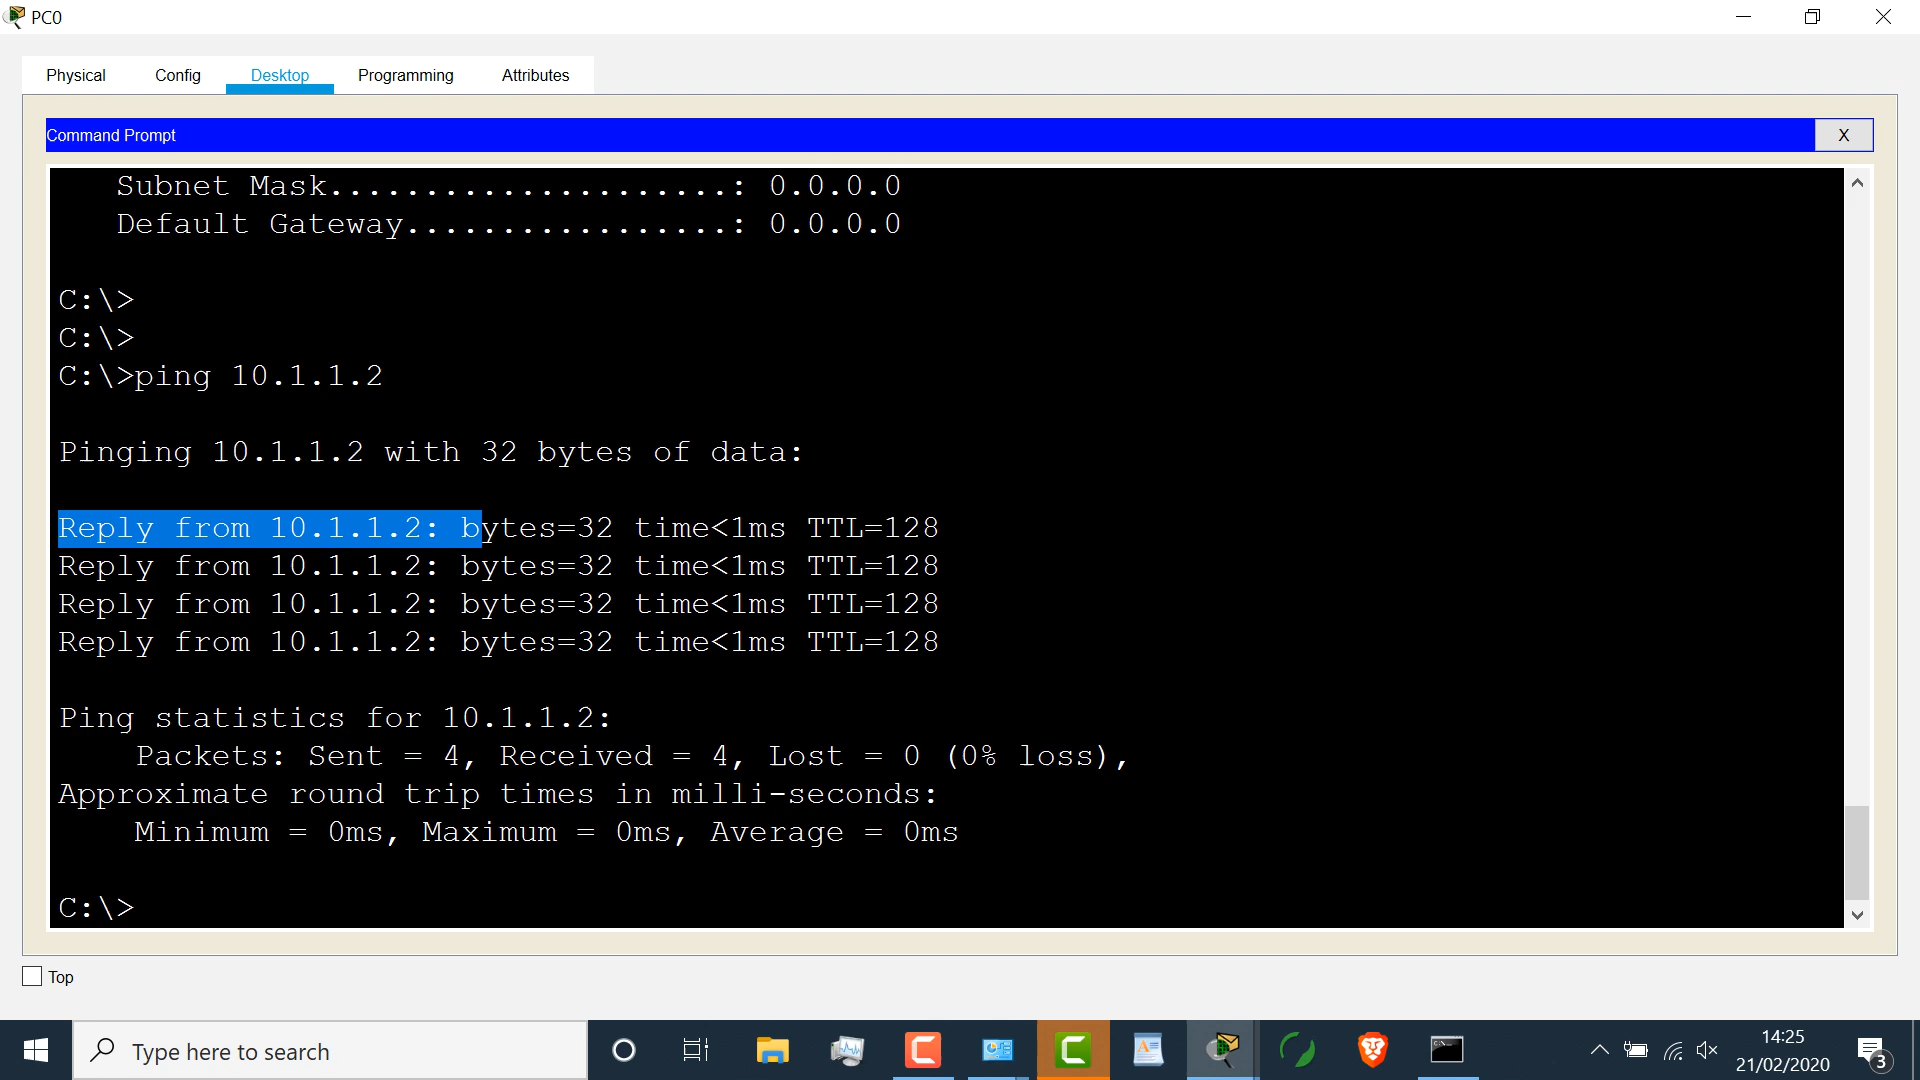 PC0
Physical Config Desktop Programming Attributes
Command Prompt X
Subnet Mask.....................: 0.0.0.0
Default Gateway.................: 0.0.0.0
C:\>
C:\>
C:\>ping 10.1.1.2
Pinging 10.1.1.2 with 32 bytes of data:
Reply from 10.1.1.2: bytes=32 time<1ms TTL=128
Reply from 10.1.1.2: bytes=32 time<1ms TTL=128
Reply from 10.1.1.2: bytes=32 time<1ms TTL=128
Reply from 10.1.1.2: bytes=32 time<1ms TTL=128
Ping statistics for 10.1.1.2:
Packets: Sent = 4, Received = 4, Lost = 0 (0% loss),
Approximate round trip times in milli-seconds:
Minimum = 0ms, Maximum = 0ms, Average = 0ms
C:\>
Top
Type here to search
14:25
21/02/2020
3